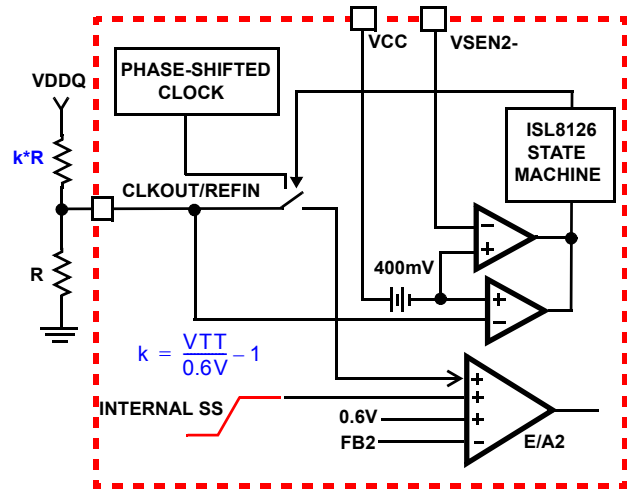 VCC
VSEN2-
PHASE-SHIFTED
CLOCK
VDDQ
k*R
ISL8126
STATE
MACHINE
CLKOUT/REFIN
−
+
R
400mV
+
−
k = VTT/0.6V – 1
INTERNAL SS
+
+
0.6V
+
FB2
−
E/A2